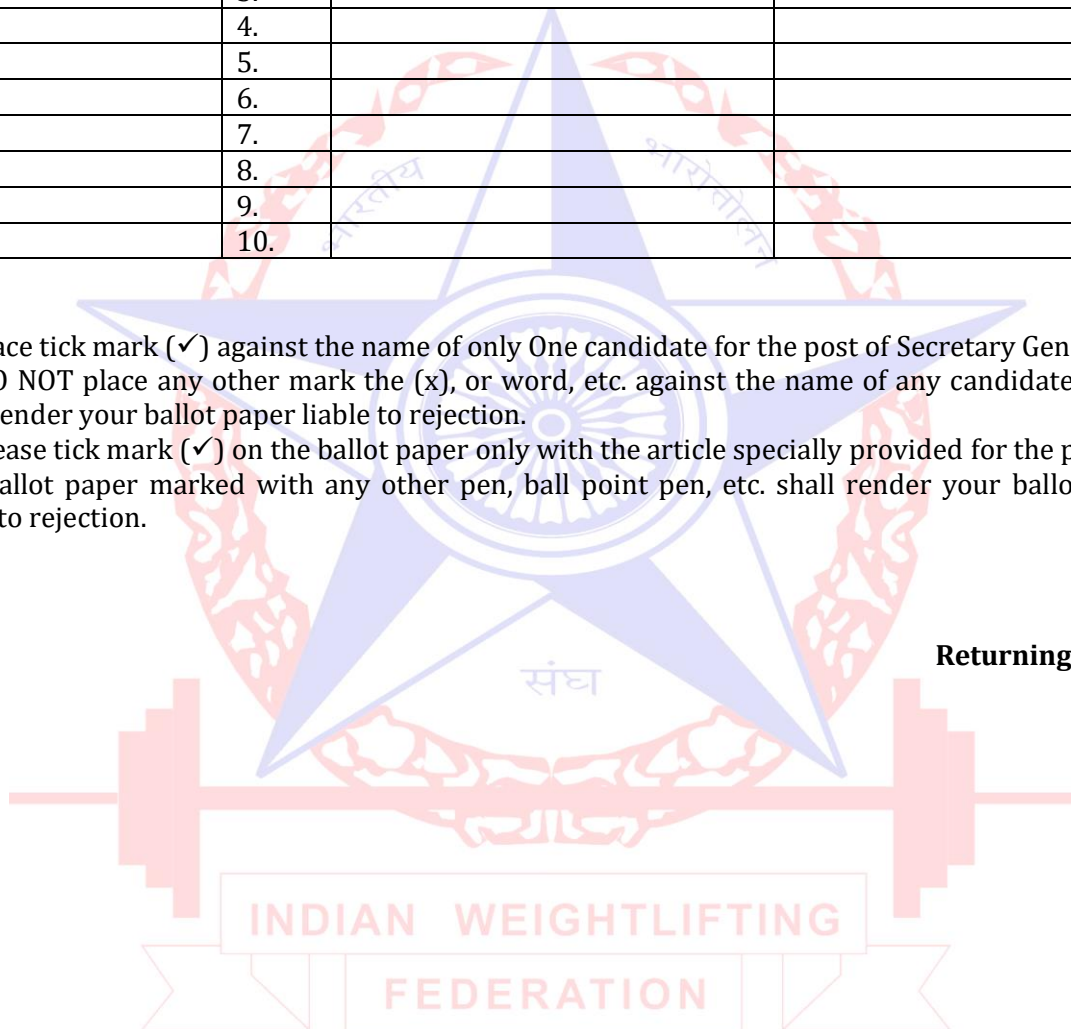 3.
4.
5.
6.
7.
8.
9.
10.
भारतीय
भारोत्तोलन
ace tick mark (✓) against the name of only One candidate for the post of Secretary Gen
O NOT place any other mark the (x), or word, etc. against the name of any candidate
ender your ballot paper liable to rejection.
ease tick mark (✓) on the ballot paper only with the article specially provided for the p
allot paper marked with any other pen, ball point pen, etc. shall render your ballo
to rejection.
Returning
संघ
INDIAN WEIGHTLIFTING
FEDERATION